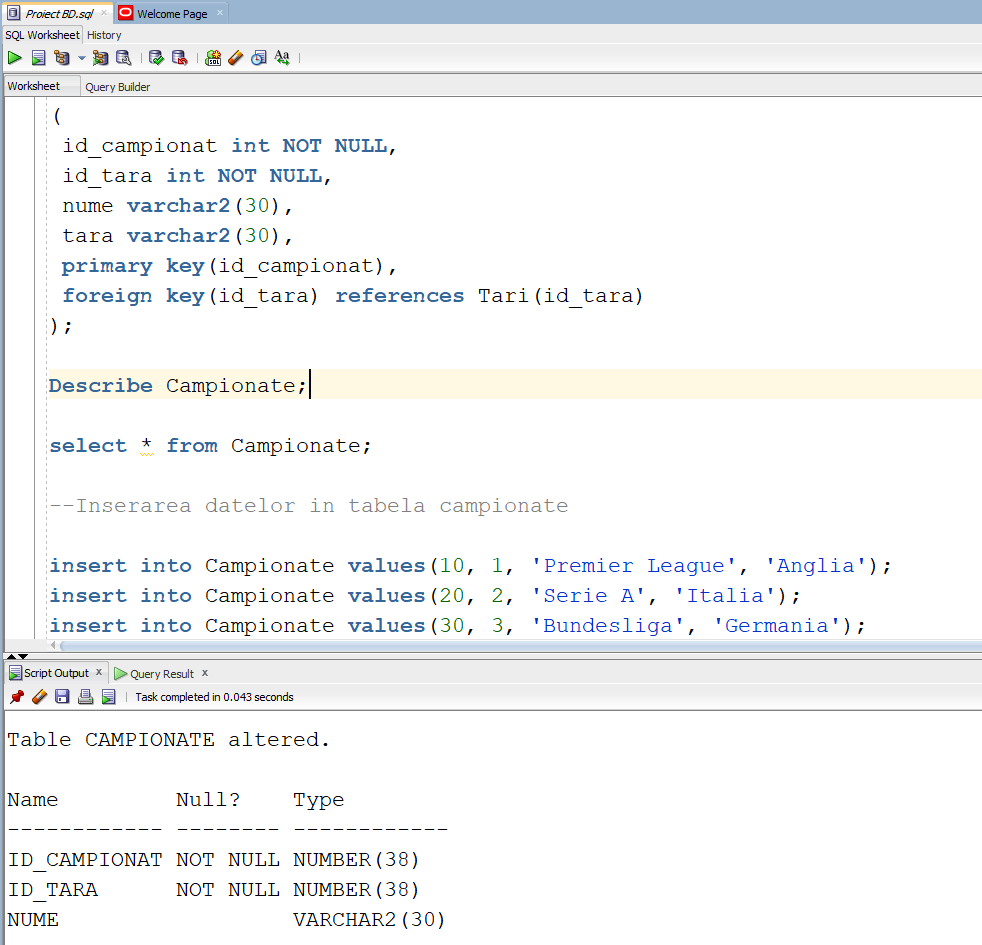 Proiect BD.sql × Welcome Page ×
SQL Worksheet History
Worksheet Query Builder
(
id_campionat int NOT NULL,
id_tara int NOT NULL,
nume varchar2(30),
tara varchar2(30),
primary key(id_campionat),
foreign key(id_tara) references Tari(id_tara)
);
Describe Campionate;
select * from Campionate;
--Inserarea datelor in tabela campionate
insert into Campionate values(10, 1, 'Premier League', 'Anglia');
insert into Campionate values(20, 2, 'Serie A', 'Italia');
insert into Campionate values(30, 3, 'Bundesliga', 'Germania');
Script Output × Query Result ×
Task completed in 0.043 seconds
Table CAMPIONATE altered.
Name Null? Type
------------ -------- ------------
ID_CAMPIONAT NOT NULL NUMBER(38)
ID_TARA NOT NULL NUMBER(38)
NUME VARCHAR2(30)